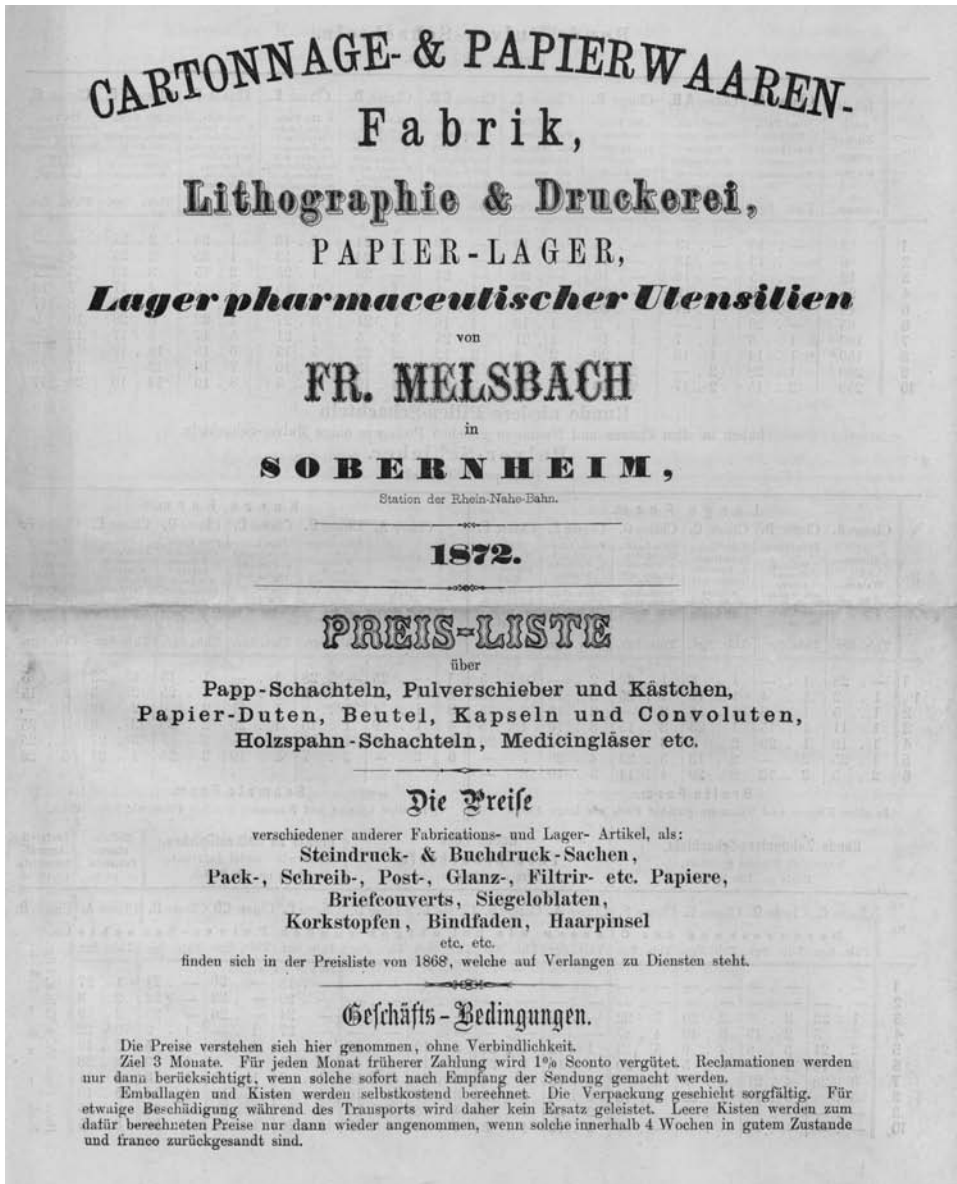 CARTONNAGE- & PAPIERWAAREN-
Fabrik,
Lithographie & Druckerei,
PAPIER-LAGER,
Lager pharmaceutischer Utensilien
von
FR. MELSBACH
in
SOBERNHEIM,
Station der Rhein-Nahe-Bahn.
1872.
PREIS-LISTE
über
Papp-Schachteln, Pulverschieber und Kästchen,
Papier-Duten, Beutel, Kapseln und Convoluten,
Holzspahn-Schachteln, Medicingläser etc.
Die Preiſe
verschiedener anderer Fabrications- und Lager- Artikel, als:
Steindruck- & Buchdruck-Sachen,
Pack-, Schreib-, Post-, Glanz-, Filtrir- etc. Papiere,
Briefcouverts, Siegeloblaten,
Korkstopfen, Bindfaden, Haarpinsel
etc. etc.
finden sich in der Preisliste von 1868, welche auf Verlangen zu Diensten steht.
Geſchäfts-Bedingungen.
Die Preise verstehen sich hier genommen, ohne Verbindlichkeit.
Ziel 3 Monate. Für jeden Monat früherer Zahlung wird 1% Sconto vergütet. Reclamationen werden
nur dann berücksichtigt, wenn solche sofort nach Empfang der Sendung gemacht werden.
Emballagen und Kisten werden selbstkostend berechnet. Die Verpackung geschieht sorgfältig. Für
etwaige Beschädigung während des Transports wird daher kein Ersatz geleistet. Leere Kisten werden zum
dafür berechneten Preise nur dann wieder angenommen, wenn solche innerhalb 4 Wochen in gutem Zustande
und franco zurückgesandt sind.